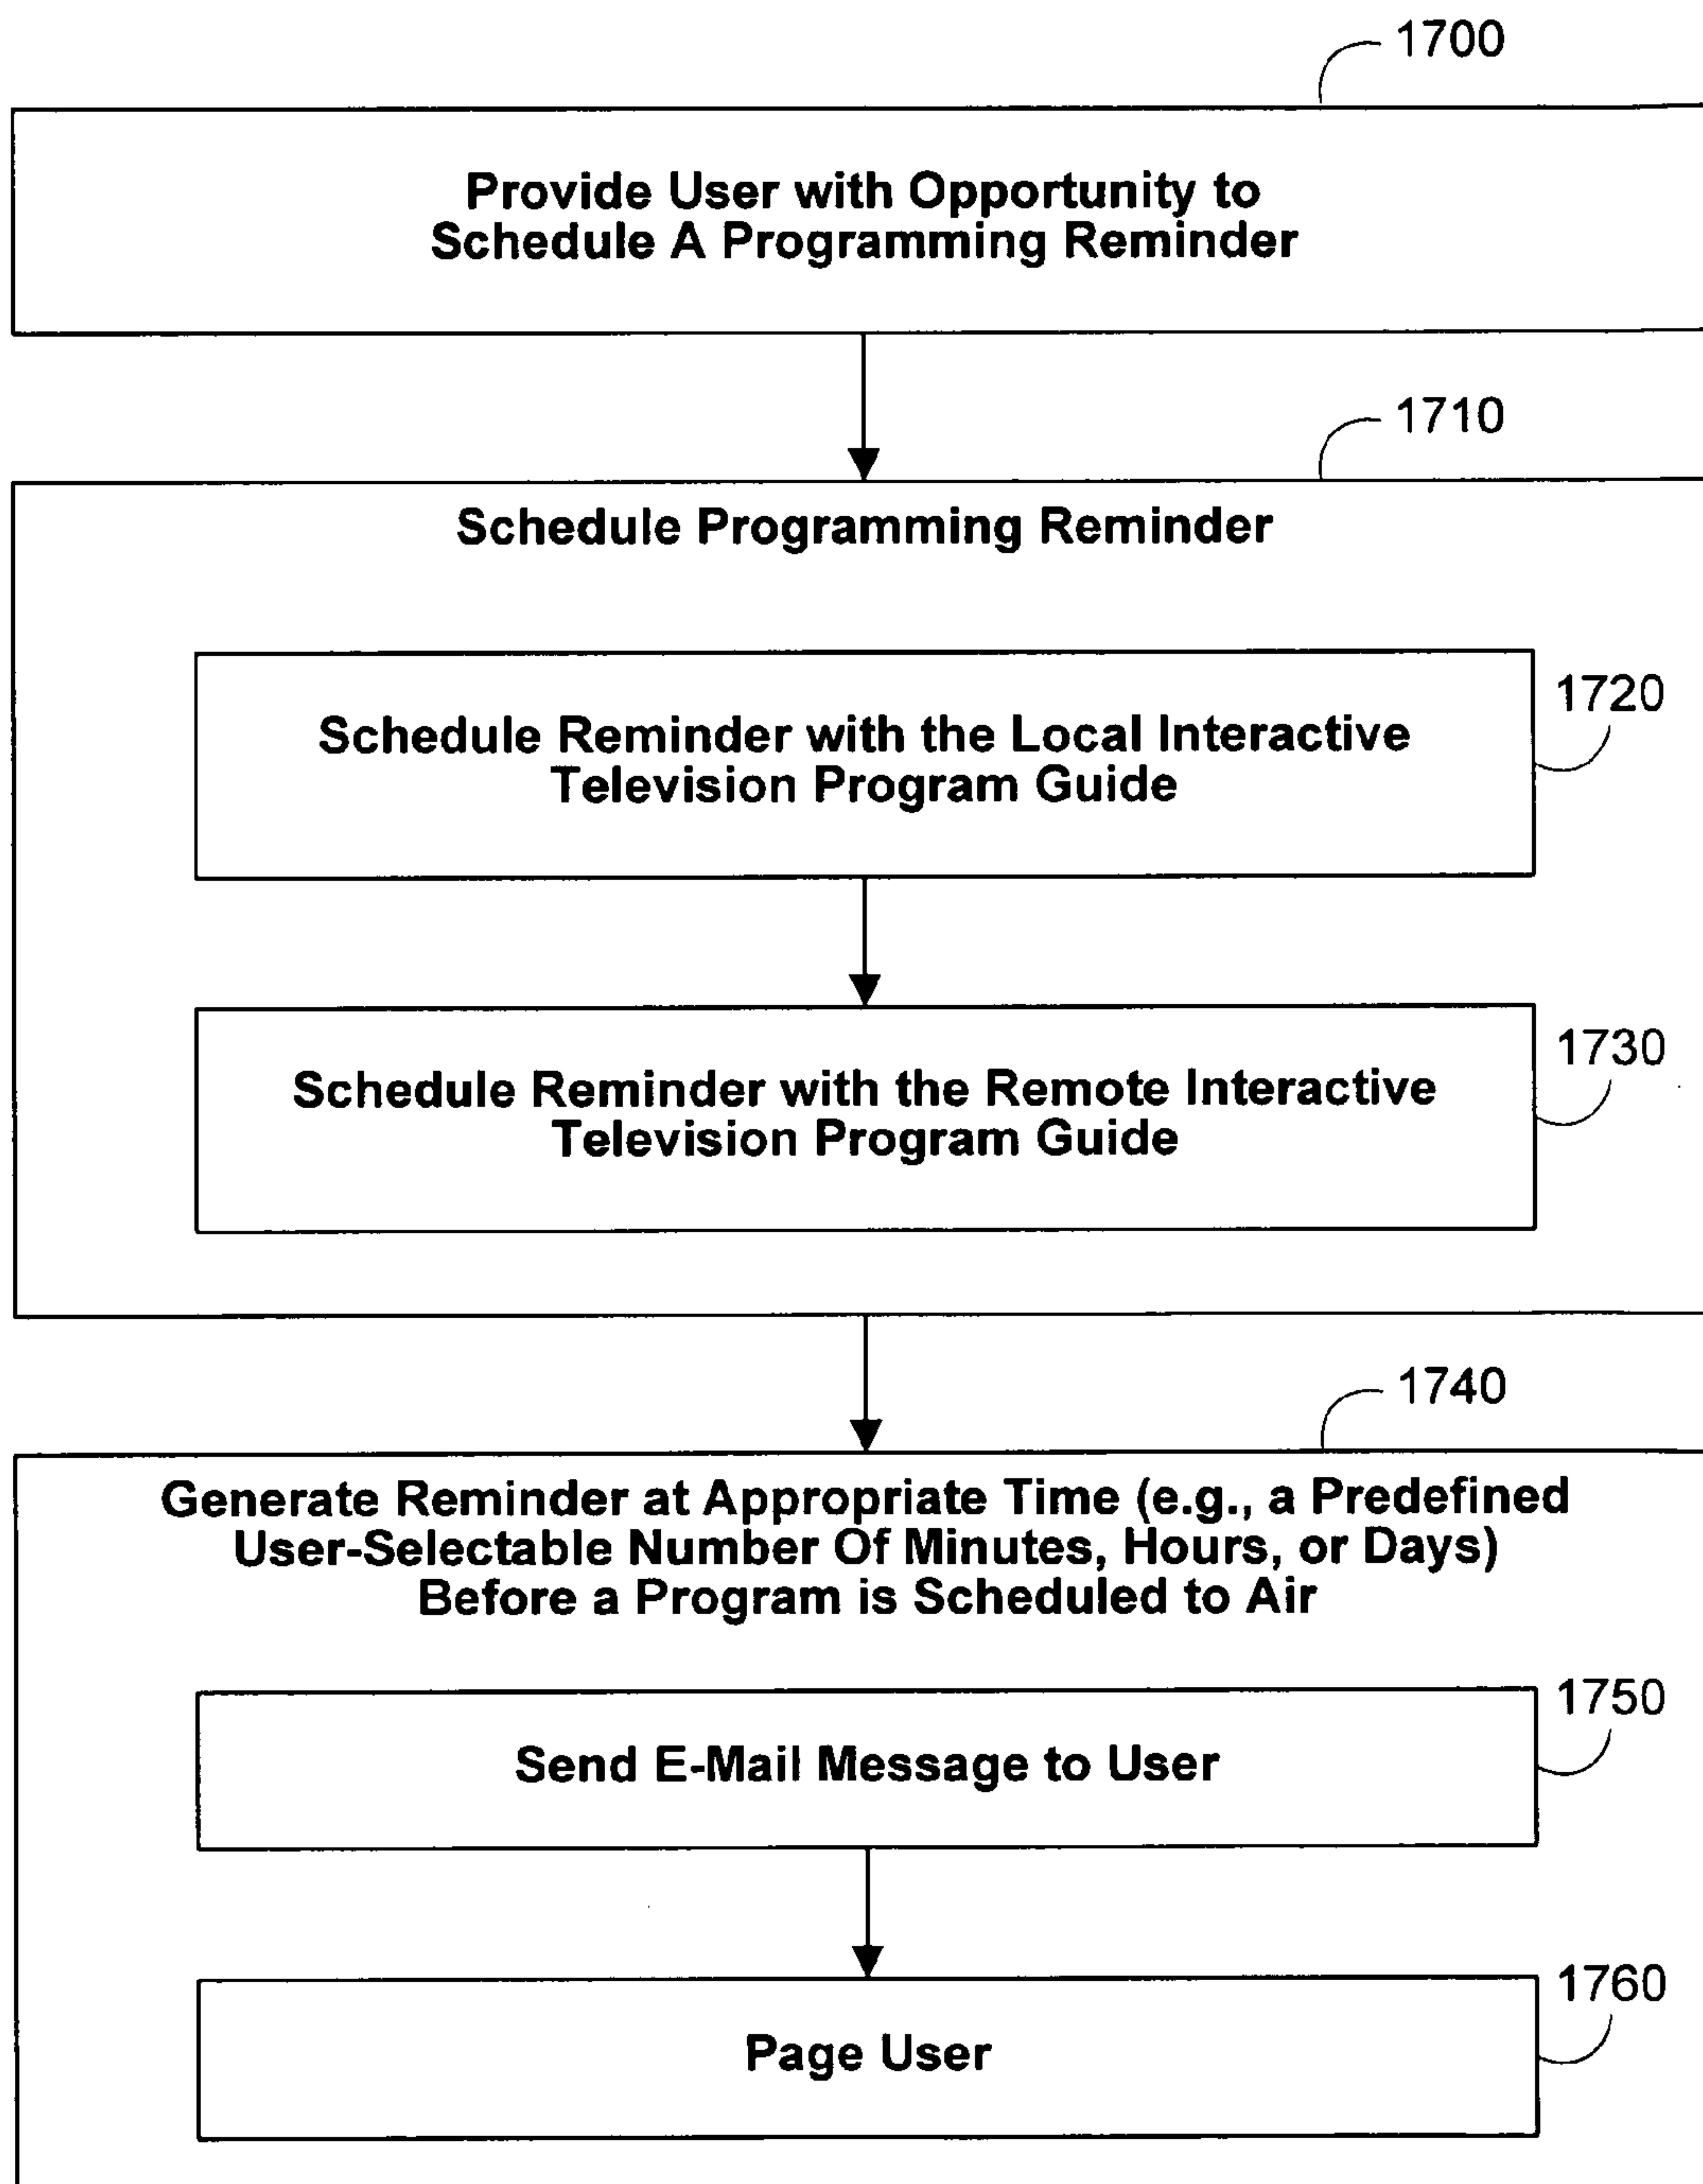 1700
Provide User with Opportunity to
Schedule A Programming Reminder
1710
Schedule Programming Reminder
1720
Schedule Reminder with the Local Interactive
Television Program Guide
1730
Schedule Reminder with the Remote Interactive
Television Program Guide
1740
Generate Reminder at Appropriate Time (e.g., a Predefined
User-Selectable Number Of Minutes, Hours, or Days)
Before a Program is Scheduled to Air
1750
Send E-Mail Message to User
1760
Page User